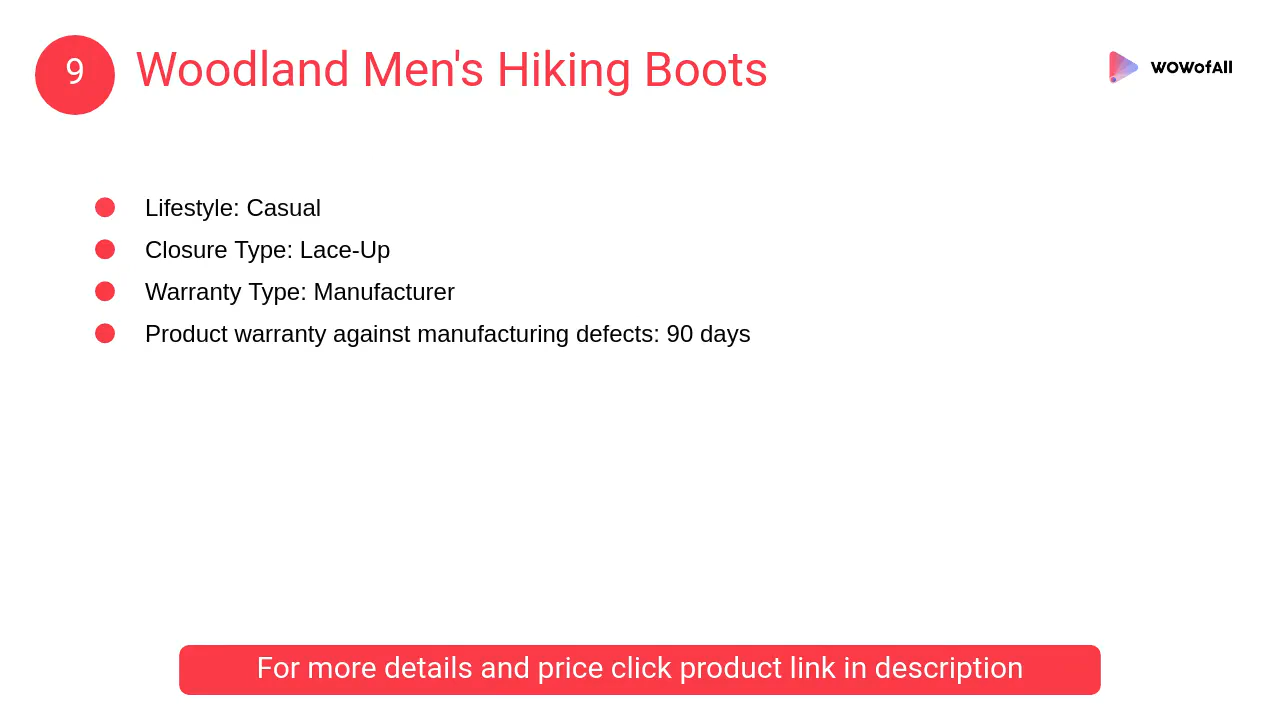 9
Woodland Men's Hiking Boots
WOWofAll
Lifestyle: Casual
Closure Type: Lace-Up
Warranty Type: Manufacturer
Product warranty against manufacturing defects: 90 days
For more details and price click product link in description